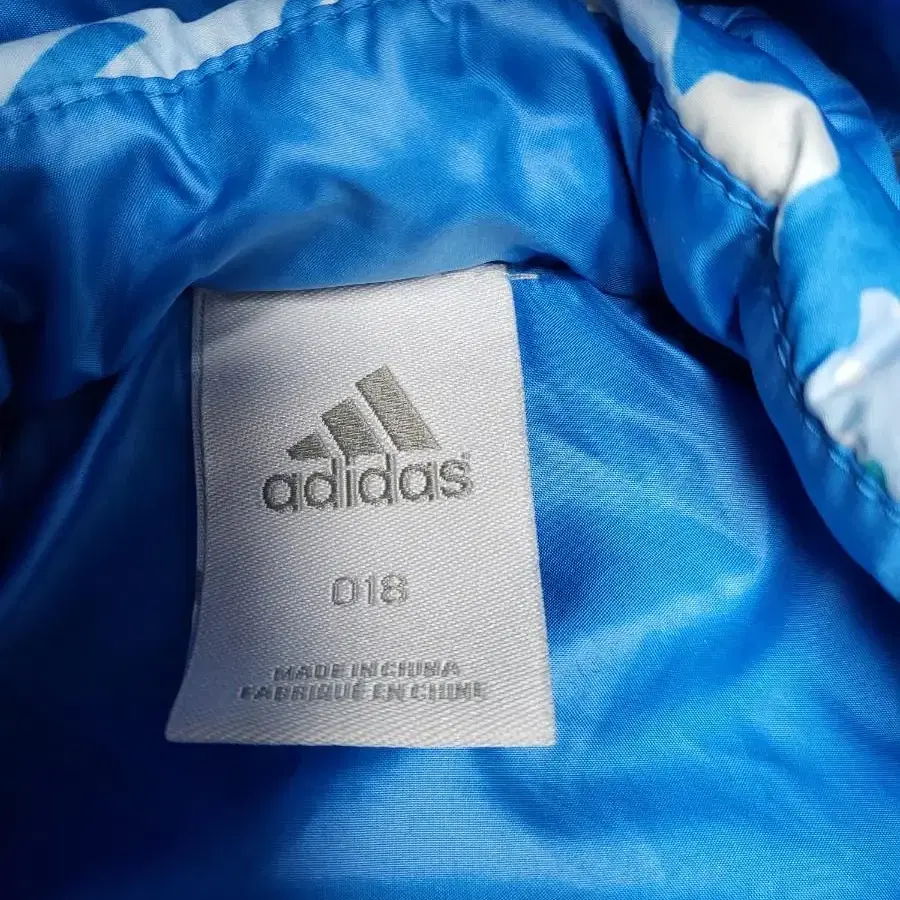 adidas
018
MADE IN CHINA
FABRIQUÉ EN CHINE